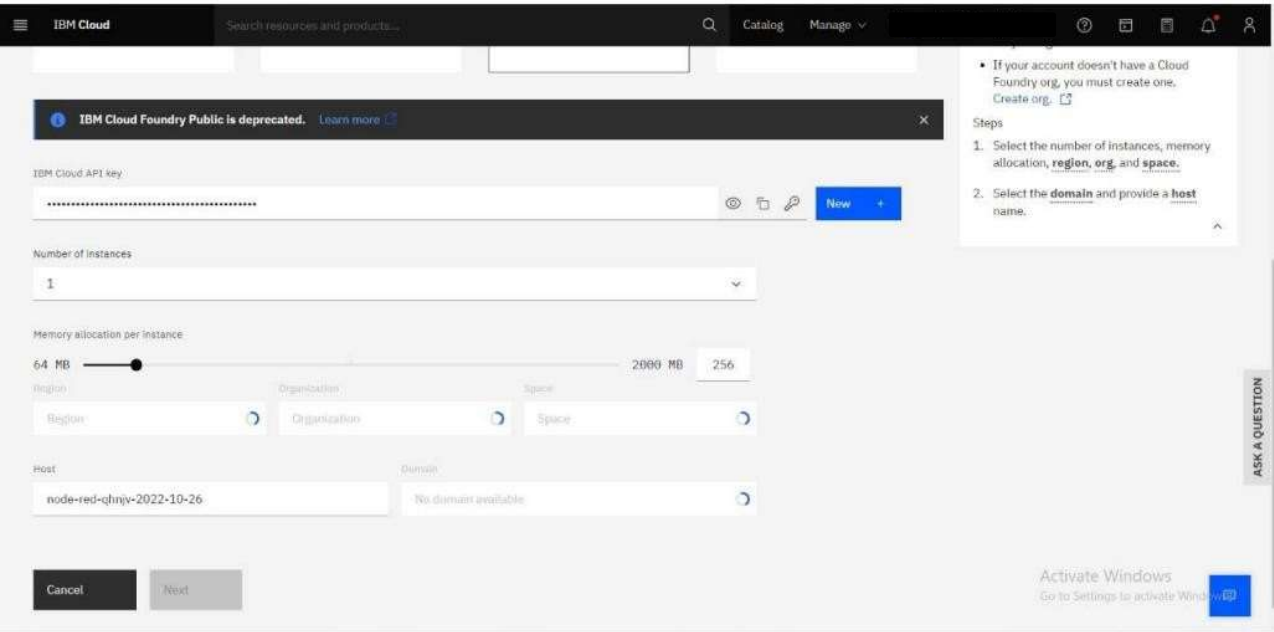 IBM Cloud
Search resources and products...
Catalog
Manage
If your account doesn't have a Cloud
Foundry org, you must create one.
Create org.
IBM Cloud Foundry Public is deprecated. Learn more
Steps
1. Select the number of instances, memory
allocation, region, org, and space.
2. Select the domain and provide a host
name.
IBM Cloud API key
New +
Number of instances
1
Memory allocation per instance
64 MB
2000 MB
256
Region
Organization
Space
Region
Organization
Space
Host
Domain
node-red-qhnjv-2022-10-26
No domain available
ASK A QUESTION
Cancel
Next
Activate Windows
Go to Settings to activate Windows